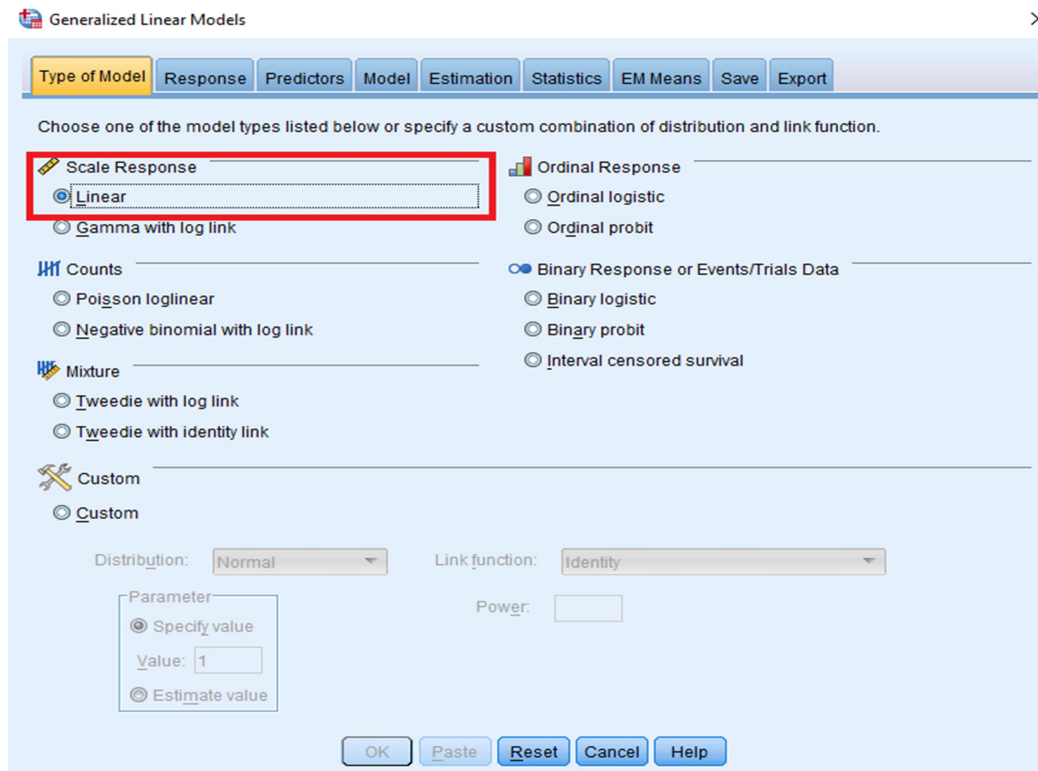 Generalized Linear Models
Type of Model Response Predictors Model Estimation Statistics EM Means Save Export
Choose one of the model types listed below or specify a custom combination of distribution and link function.
Scale Response
Linear
Gamma with log link
Counts
Poisson loglinear
Negative binomial with log link
Mixture
Tweedie with log link
Tweedie with identity link
Ordinal Response
Ordinal logistic
Ordinal probit
Binary Response or Events/Trials Data
Binary logistic
Binary probit
Interval censored survival
Custom
Custom
Distribution: Normal
Link function: Identity
Parameter
Specify value
Value: 1
Estimate value
Power:
OK Paste Reset Cancel Help